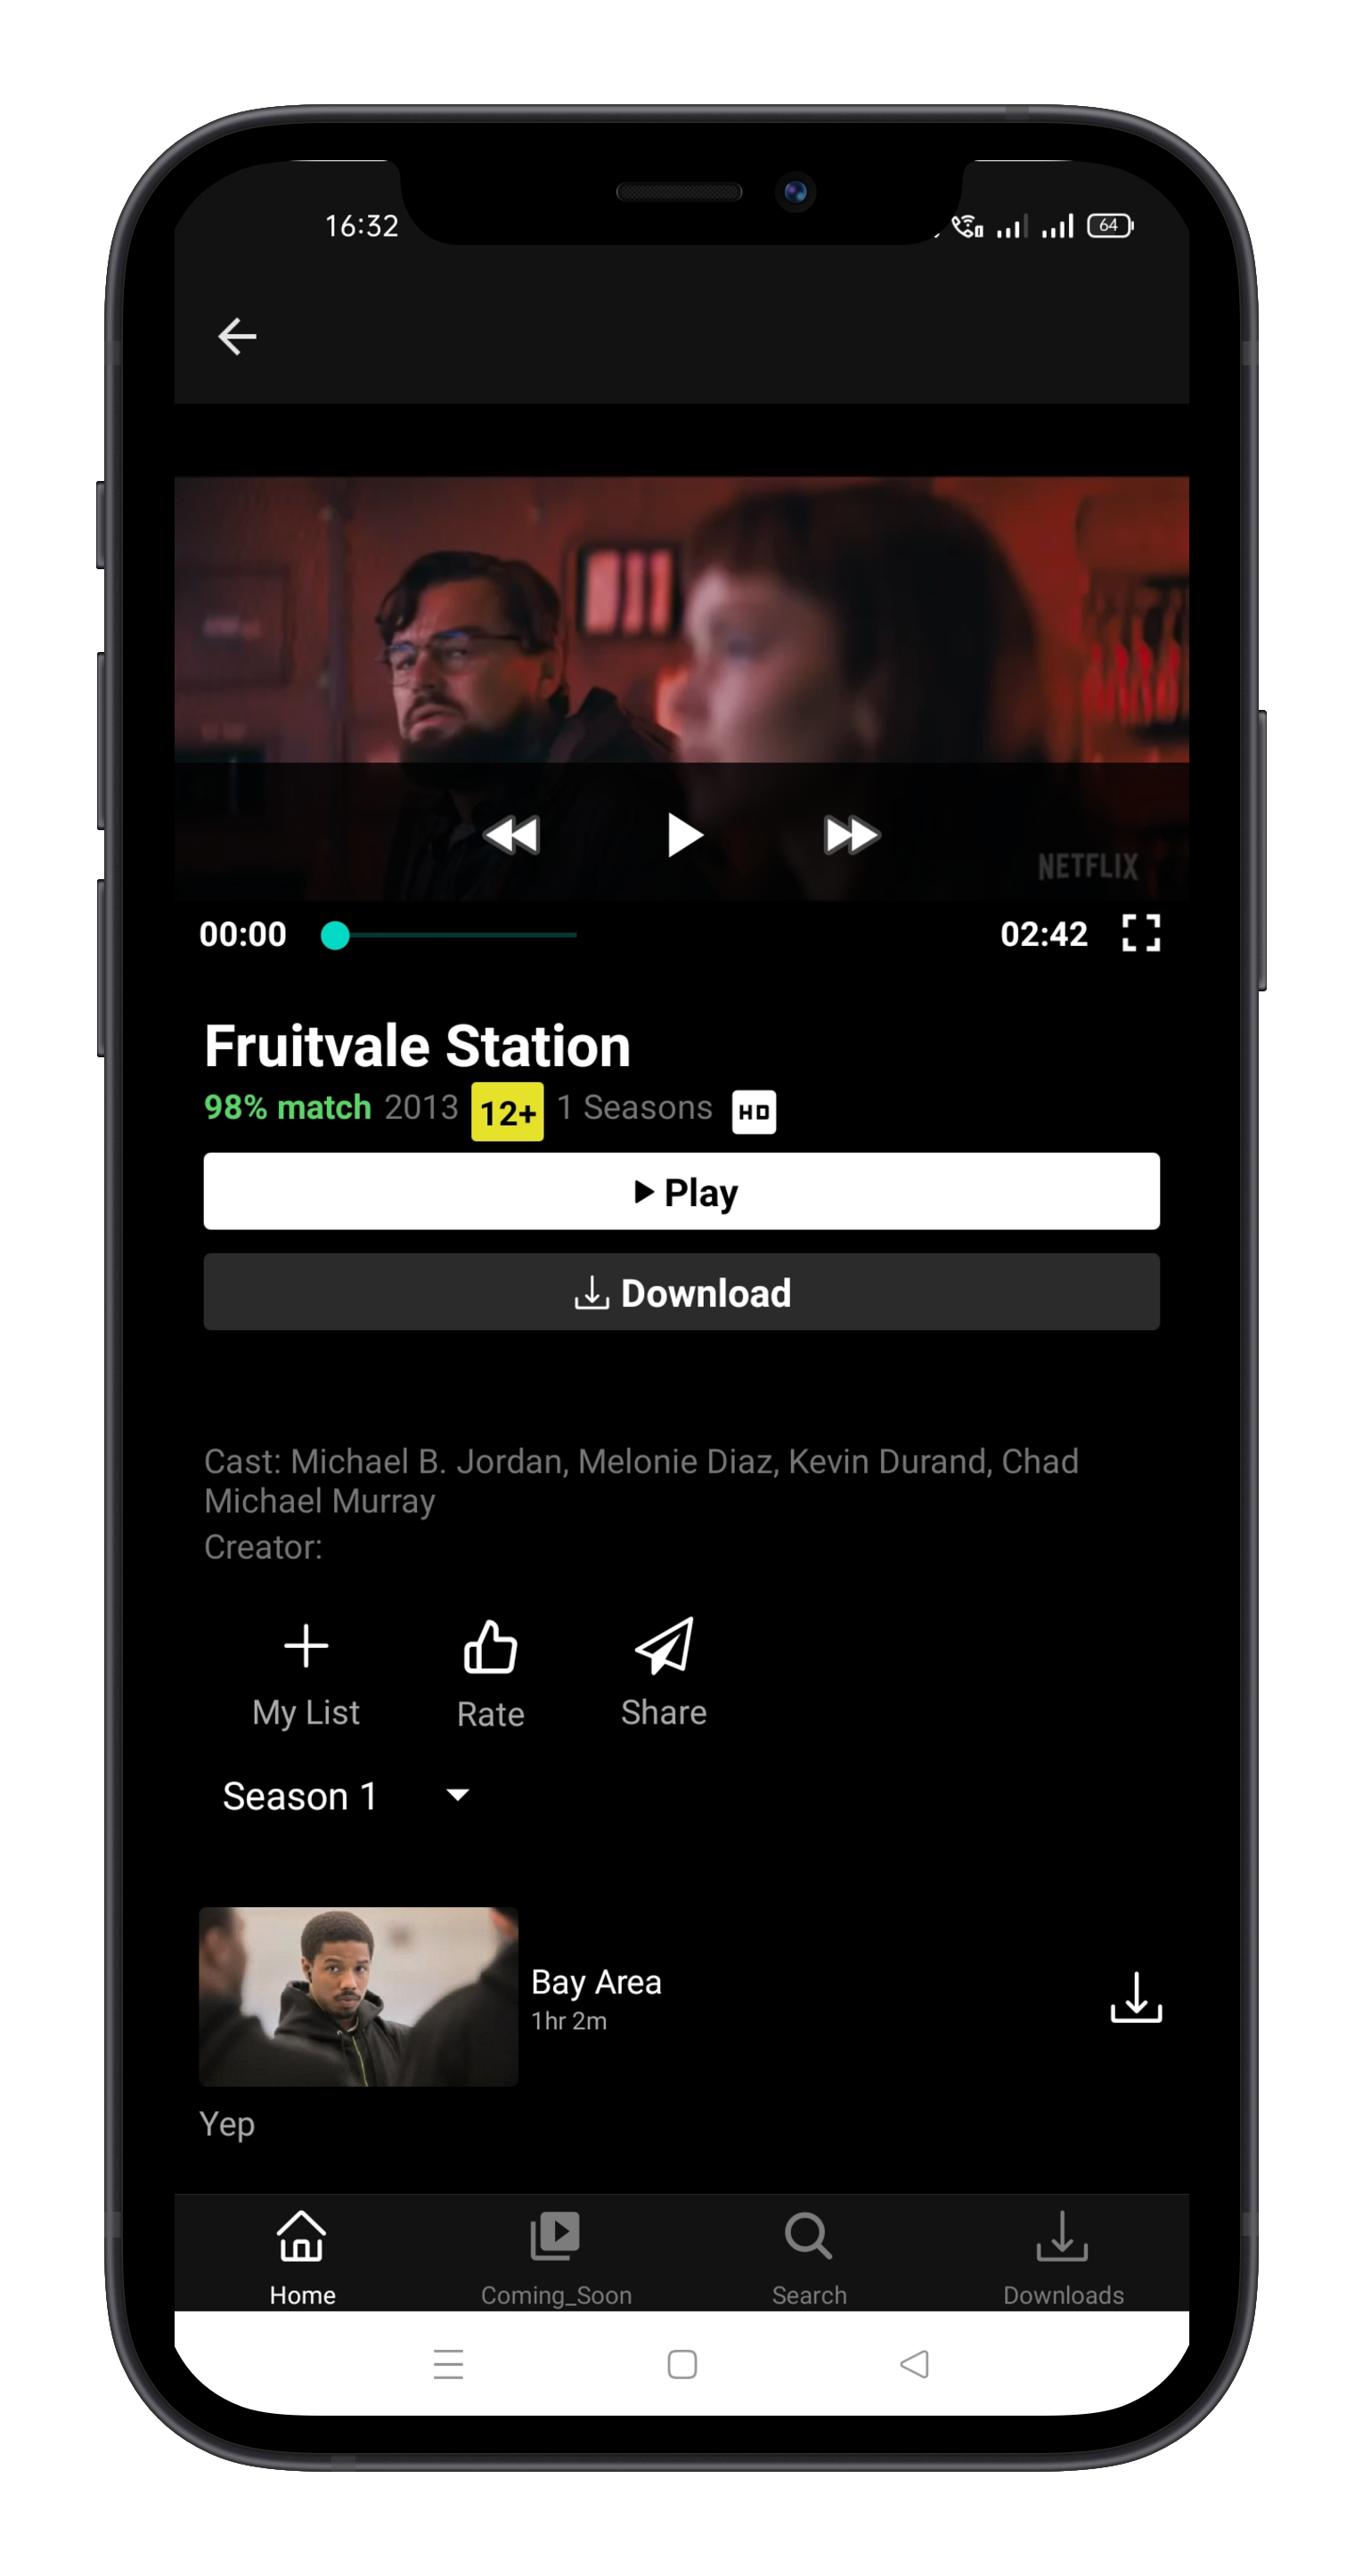 16:32
64
NETFLIX
00:00 02:42
Fruitvale Station
98% match 2013 12+ 1 Seasons HD
Play
Download
Cast: Michael B. Jordan, Melonie Diaz, Kevin Durand, Chad
Michael Murray
Creator:
My List Rate Share
Season 1
Bay Area
1hr 2m
Yep
Home Coming_Soon Search Downloads